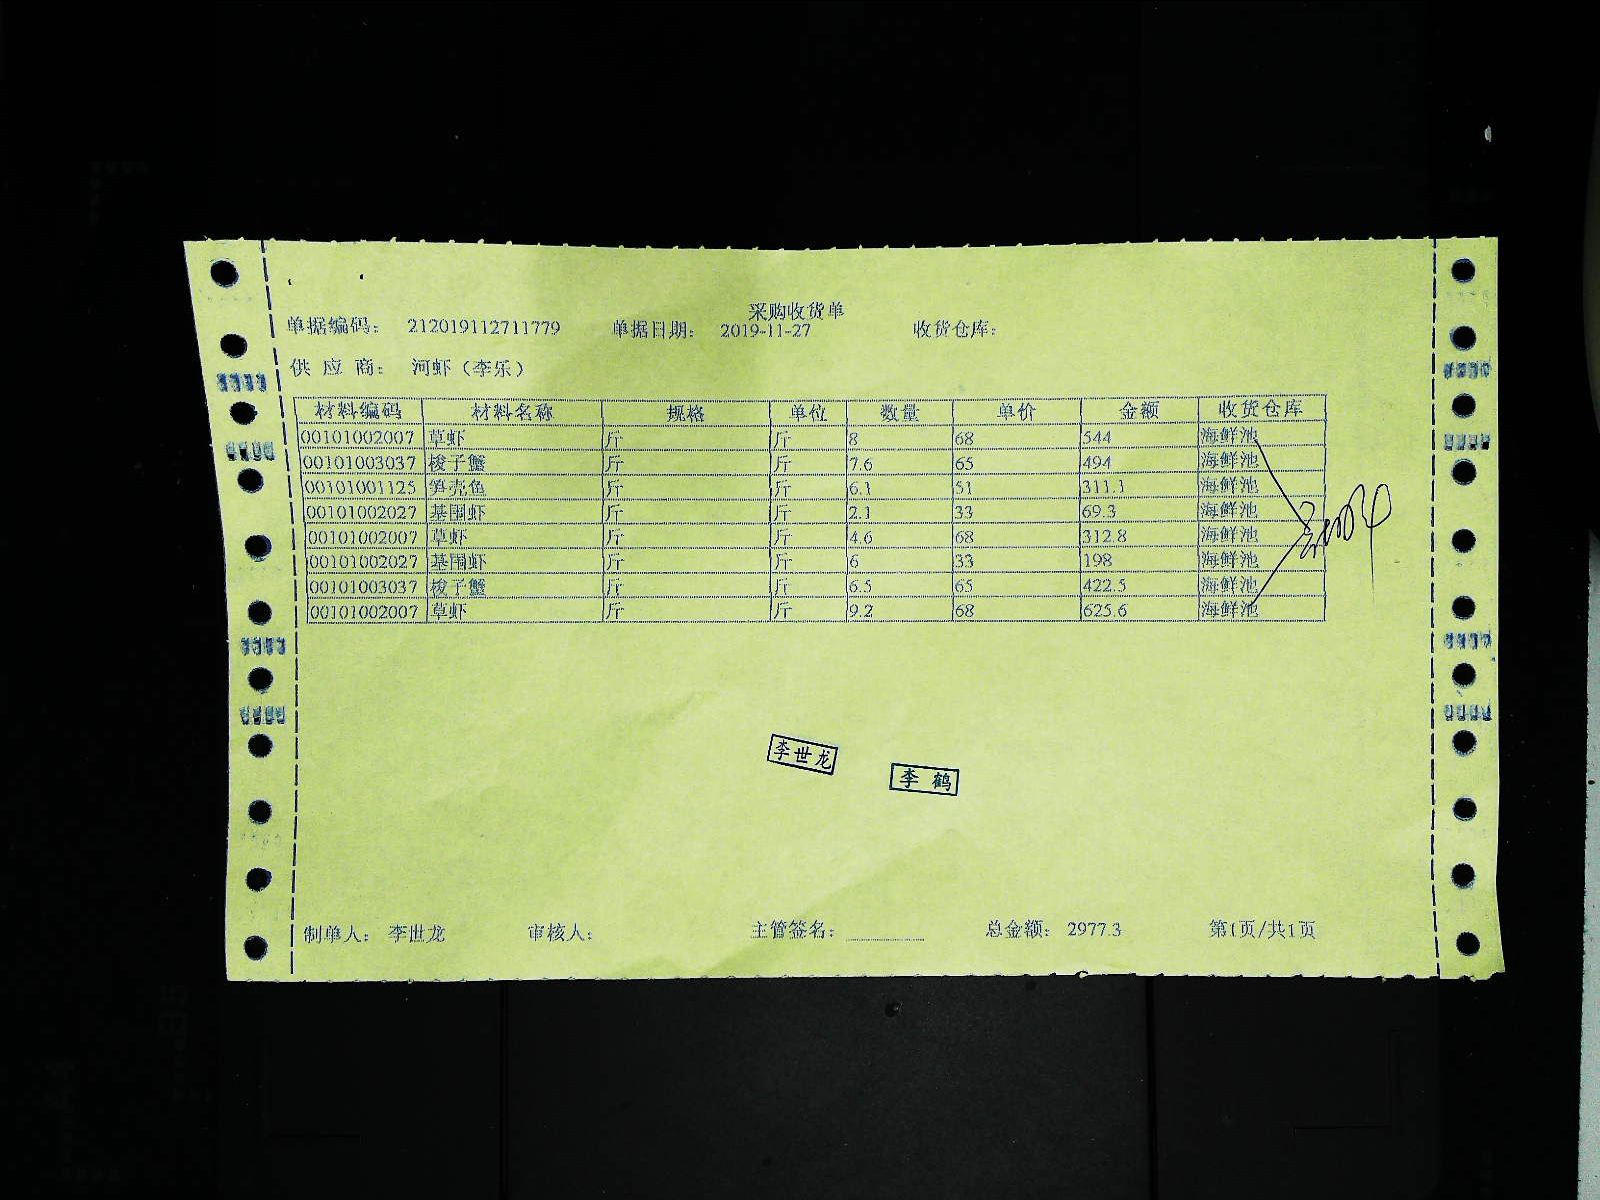 采购收货单
单据编码： 212019112711779 单据日期： 2019-11-27 收货仓库：
供 应 商： 河虾（李乐）
材料编码 材料名称 规格 单位 数量 单价 金额 收货仓库
00101002007 草虾 斤 斤 8 68 544 海鲜池
00101003037 梭子蟹 斤 斤 7.6 65 494 海鲜池
00101001125 笋壳鱼 斤 斤 6.1 51 311.1 海鲜池
00101002027 基围虾 斤 斤 2.1 33 69.3 海鲜池
00101002007 草虾 斤 斤 4.6 68 312.8 海鲜池
00101002027 基围虾 斤 斤 6 33 198 海鲜池
00101003037 梭子蟹 斤 斤 6.5 65 422.5 海鲜池
00101002007 草虾 斤 斤 9.2 68 625.6 海鲜池
李世龙
李 鹤
制单人： 李世龙 审核人： 主管签名： 总金额： 2977.3 第1页/共1页